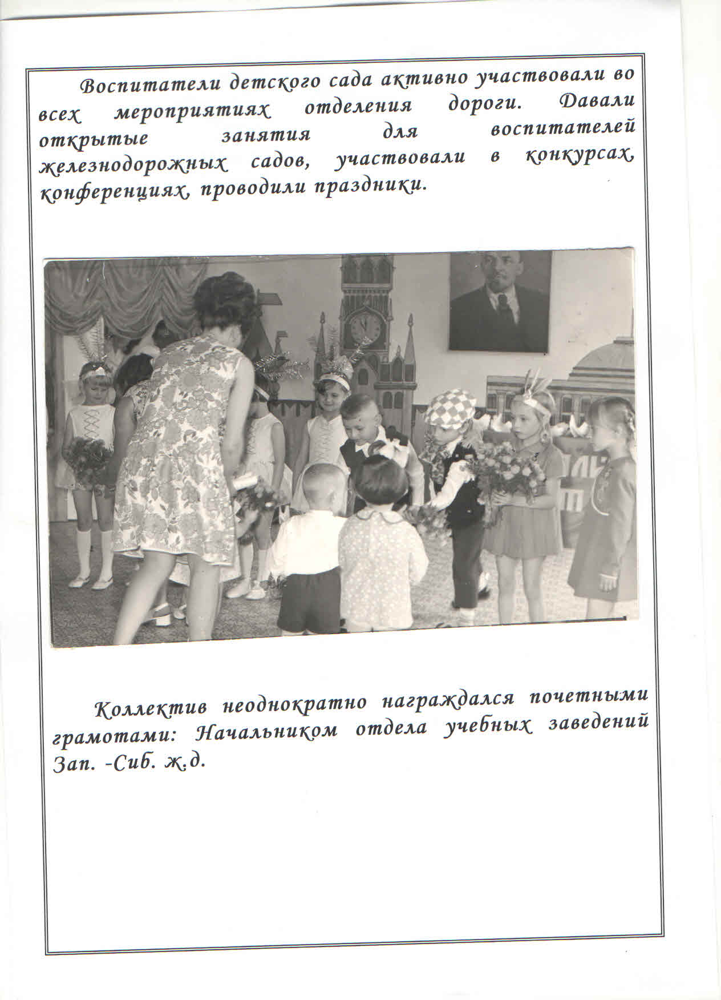 Воспитатели детского сада активно участвовали во
всех мероприятиях отделения дороги. Давали
открытые занятия для воспитателей
железнодорожных садов, участвовали в конкурсах,
конференциях, проводили праздники.
Коллектив неоднократно награждался почетными
грамотами: Начальником отдела учебных заведений
Зап. -Сиб. ж.д.